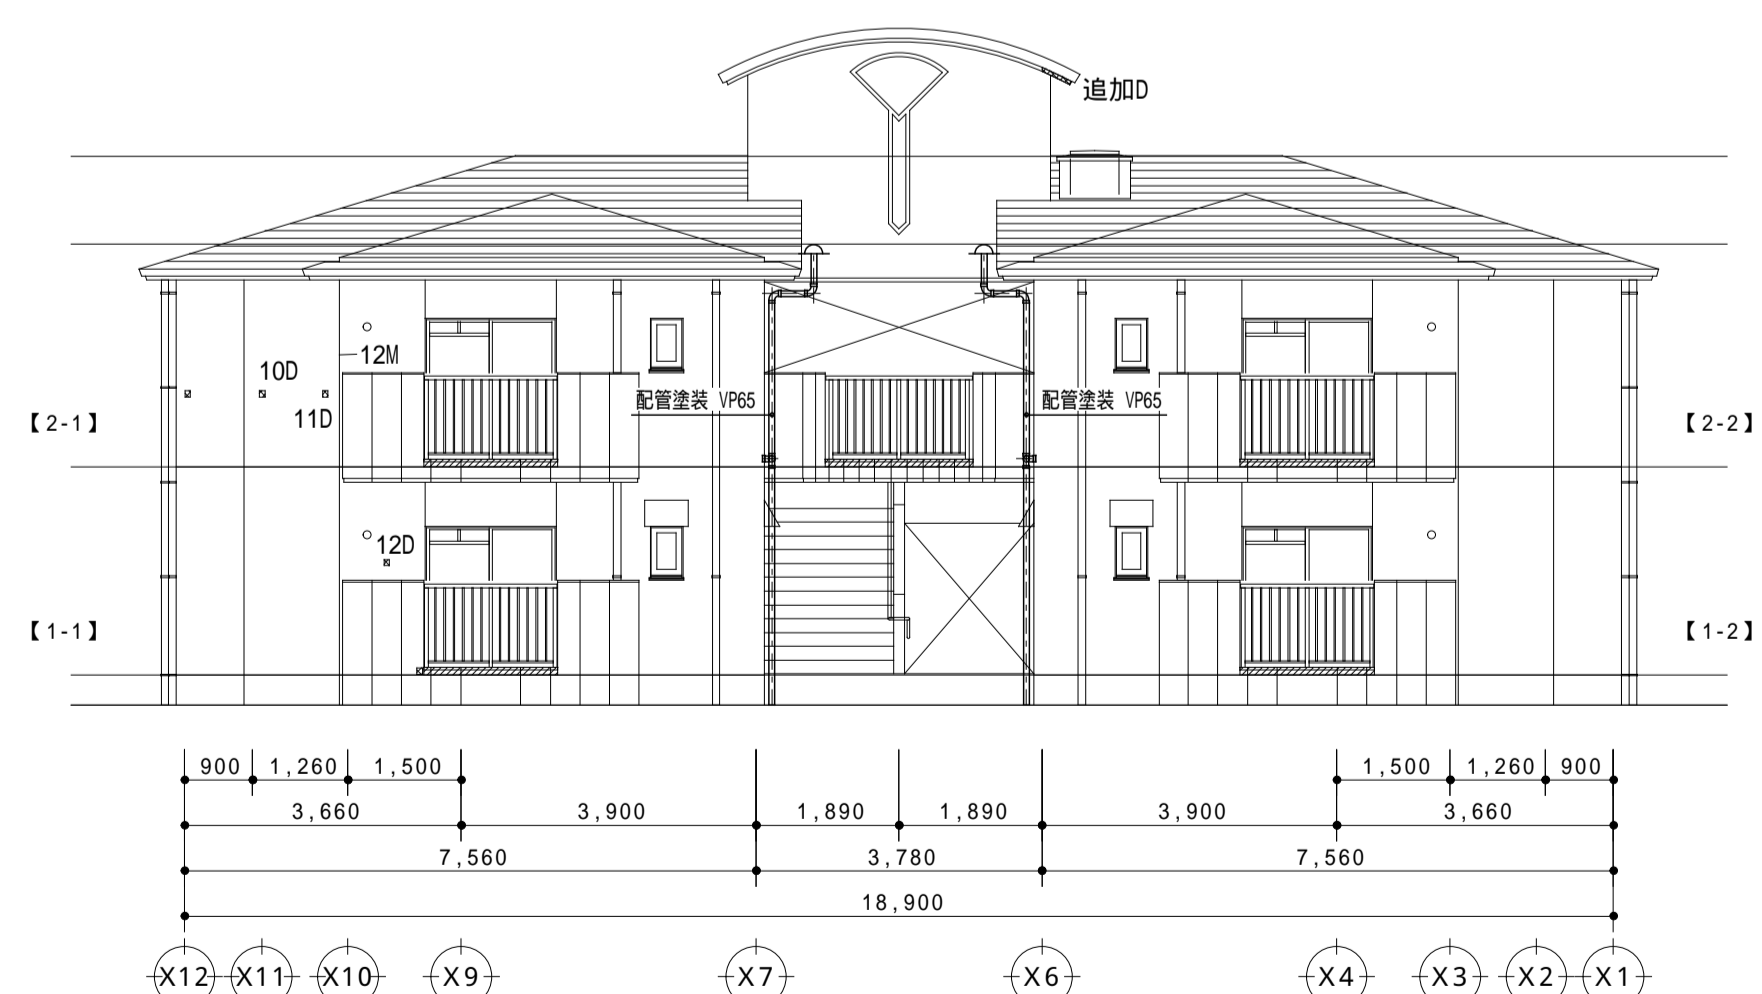 追加D
12M
10D
11D
配管塗装 VP65
配管塗装 VP65
【2-1】
【2-2】
12D
【1-1】
【1-2】
900 1,260 1,500 1,500 1,260 900
3,660 3,900 1,890 1,890 3,900 3,660
7,560 3,780 7,560
18,900
X12 X11 X10 X9 X7 X6 X4 X3 X2 X1